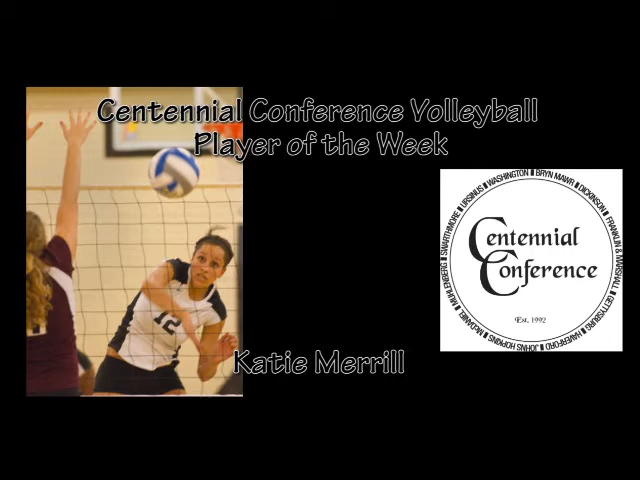 Centennial Conference Volleyball
Player of the Week
12
Katie Merrill
Centennial
Conference
Est. 1992
WASHINGTON BRYN MAWR DICKINSON FRANKLIN & MARSHALL GETTYSBURG HAVERFORD JOHNS HOPKINS McDANIEL MUHLENBERG SWARTHMORE URSINUS